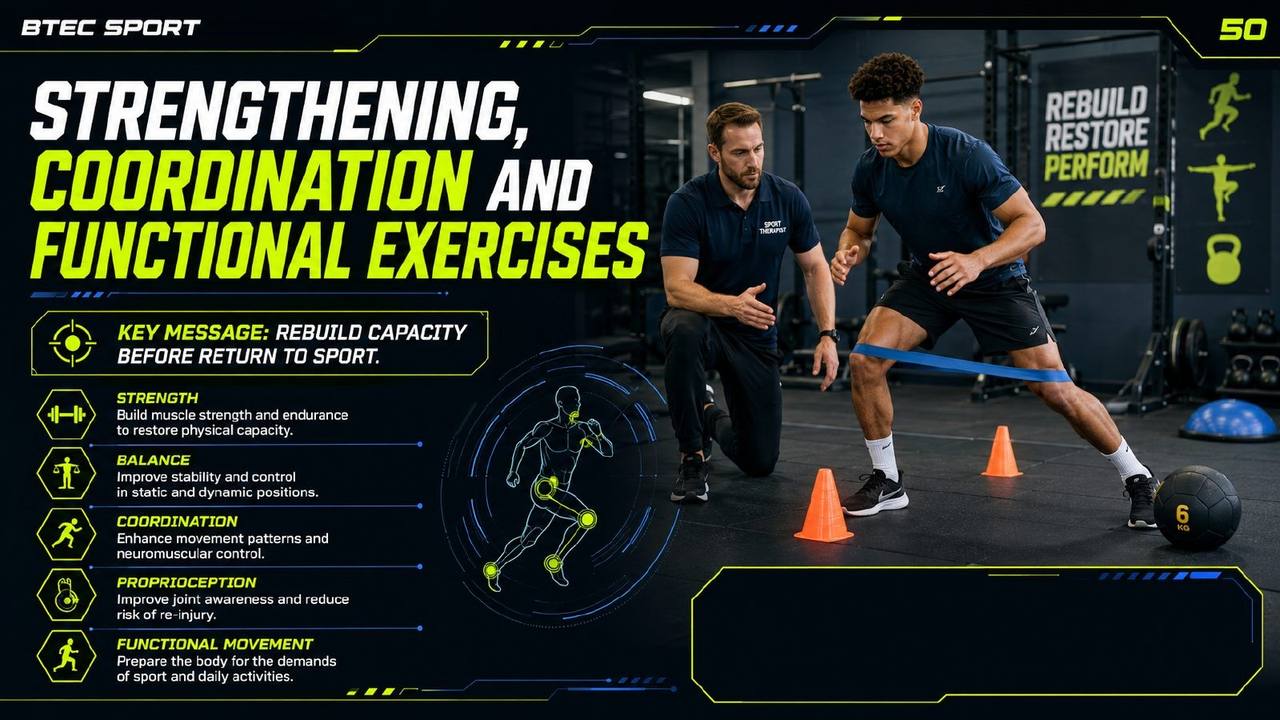 BTEC SPORT
50
STRENGTHENING,
COORDINATION AND
FUNCTIONAL EXERCISES
KEY MESSAGE: REBUILD CAPACITY
BEFORE RETURN TO SPORT.
STRENGTH
Build muscle strength and endurance
to restore physical capacity.
BALANCE
Improve stability and control
in static and dynamic positions.
COORDINATION
Enhance movement patterns and
neuromuscular control.
PROPRIOCEPTION
Improve joint awareness and reduce
risk of re-injury.
FUNCTIONAL MOVEMENT
Prepare the body for the demands
of sport and daily activities.
SPORT
THERAPIST
REBUILD
RESTORE
PERFORM
6
KG